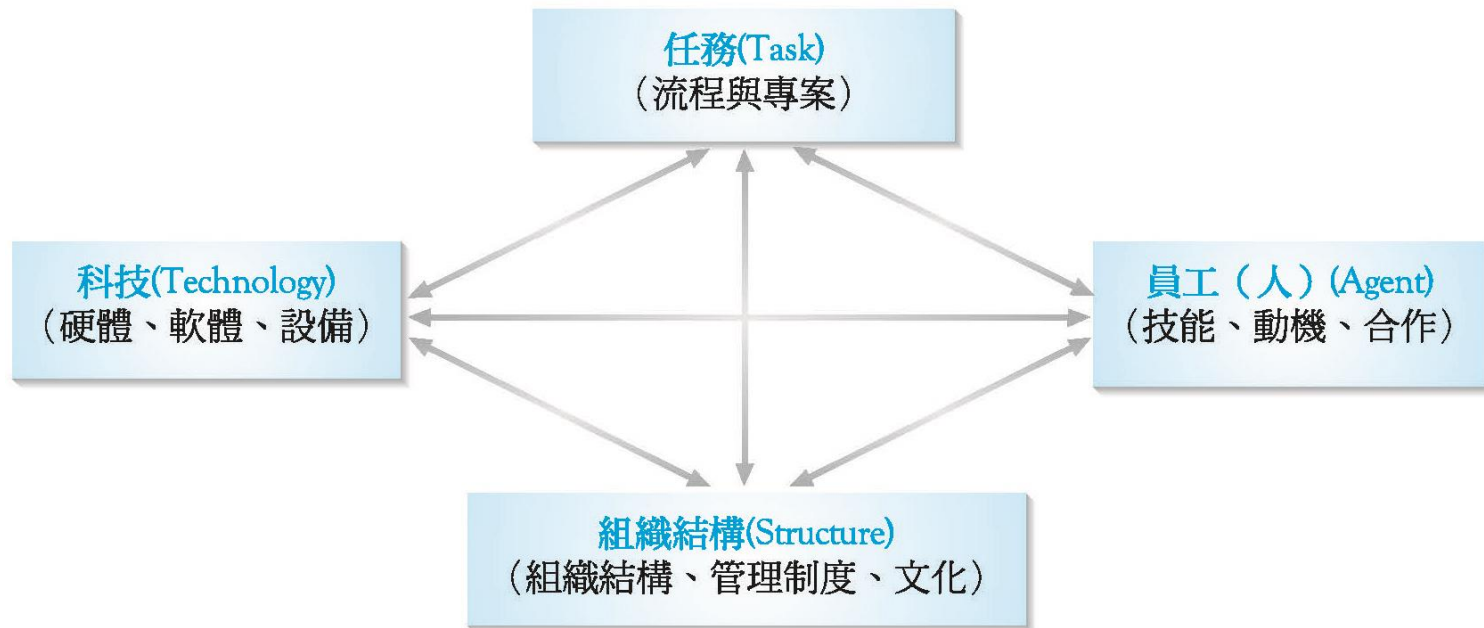 任務(Task)
（流程與專案）
科技(Technology)
（硬體、軟體、設備）
員工（人）(Agent)
（技能、動機、合作）
組織結構(Structure)
（組織結構、管理制度、文化）